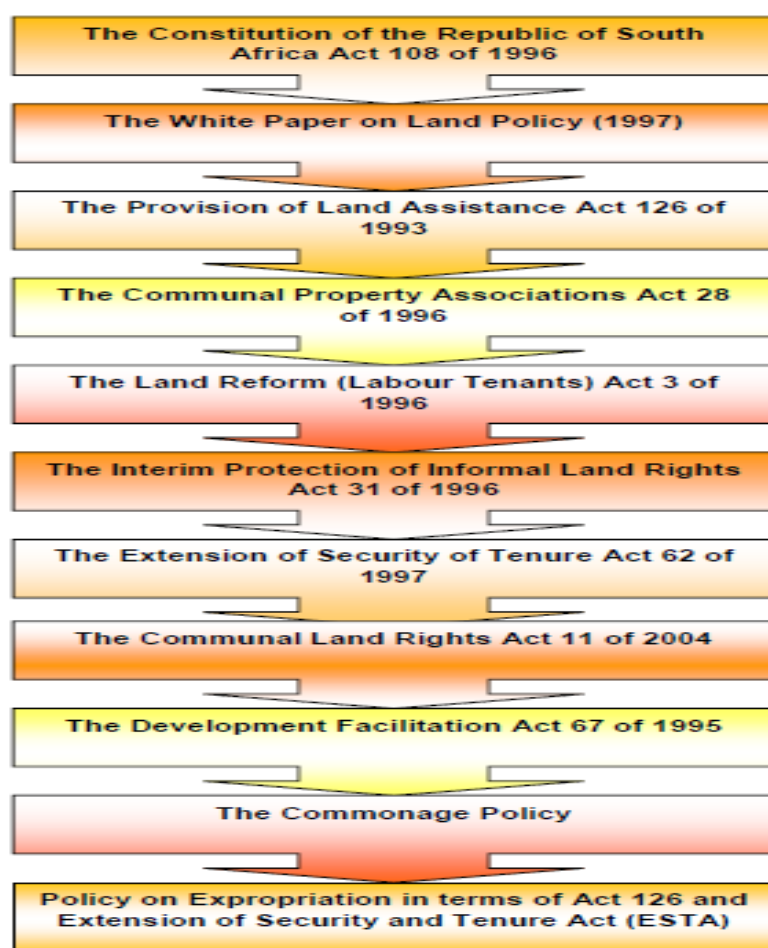 The Constitution of the Republic of South
Africa Act 108 of 1996
The White Paper on Land Policy (1997)
The Provision of Land Assistance Act 126 of
1993
The Communal Property Associations Act 28
of 1996
The Land Reform (Labour Tenants) Act 3 of
1996
The Interim Protection of Informal Land Rights
Act 31 of 1996
The Extension of Security of Tenure Act 62 of
1997
The Communal Land Rights Act 11 of 2004
The Development Facilitation Act 67 of 1995
The Commonage Policy
Policy on Expropriation in terms of Act 126 and
Extension of Security and Tenure Act (ESTA)